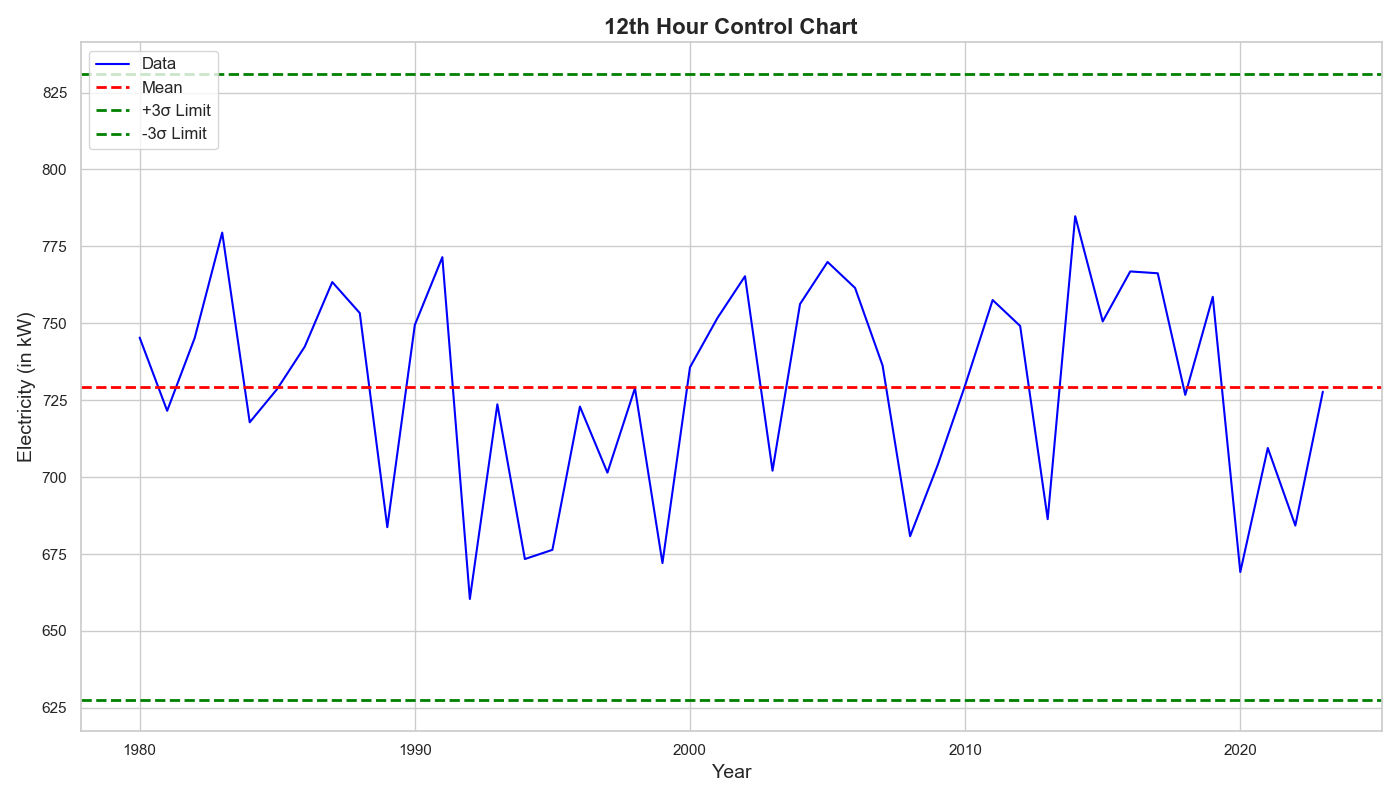 12th Hour Control Chart
Data
Mean
+3σ Limit
-3σ Limit
Electricity (in kW)
825
800
775
750
725
700
675
650
625
1980
1990
2000
2010
2020
Year